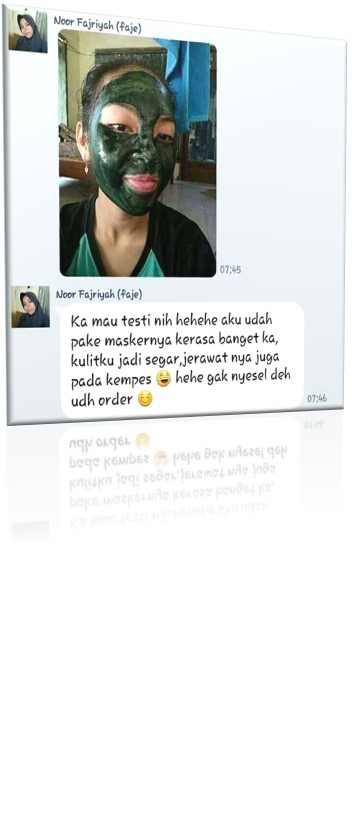 Noor Fajriyah (faje)
07:45
Noor Fajriyah (faje)
Ka mau testi nih hehehe aku udah
pake maskernya kerasa banget ka,
kulitku jadi segar,jerawat nya juga
pada kempes 😄 hehe gak nyesel deh
udh order 😊
07:46